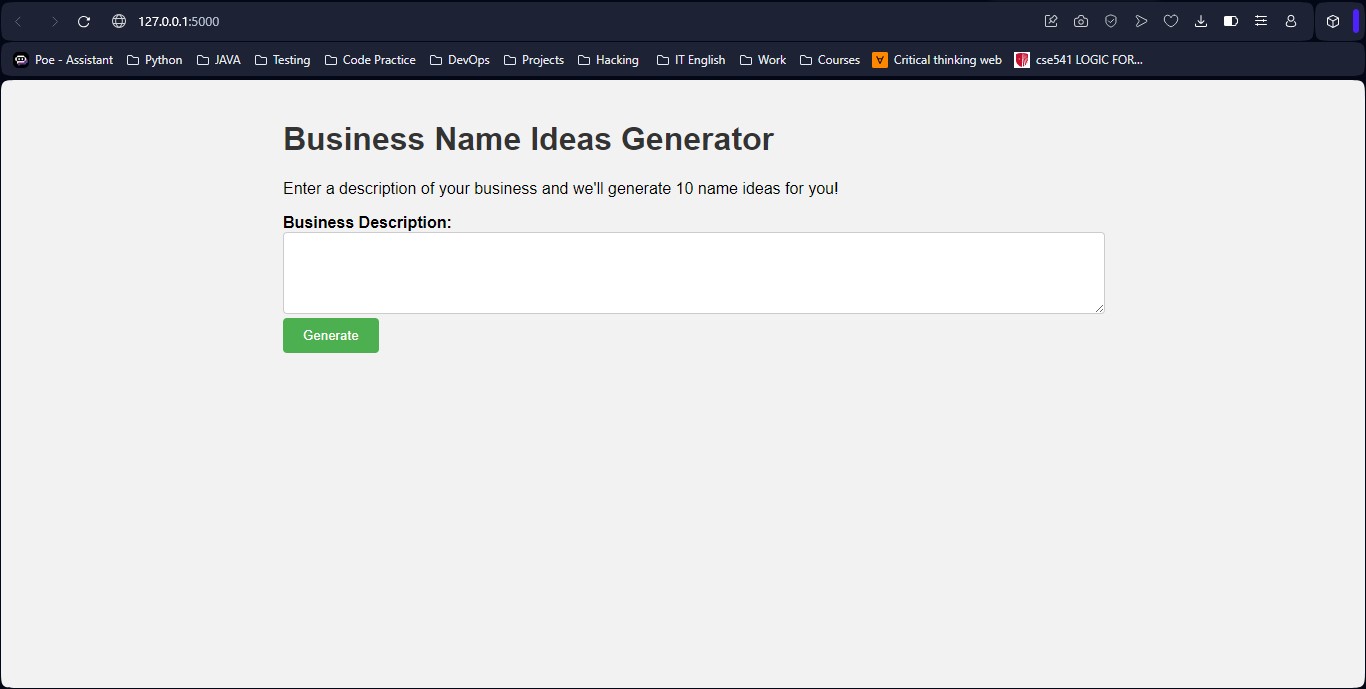 127.0.0.1:5000
Poe - Assistant Python JAVA Testing Code Practice DevOps Projects Hacking IT English Work Courses Critical thinking web cse541 LOGIC FOR...
Business Name Ideas Generator
Enter a description of your business and we'll generate 10 name ideas for you!
Business Description:
Generate